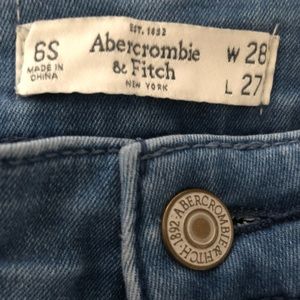 EST. 1892
6S
MADE IN
CHINA
Abercrombie
& Fitch
NEW YORK
W 28
L 27
ABERCROMBIE & FITCH · 1892 ·